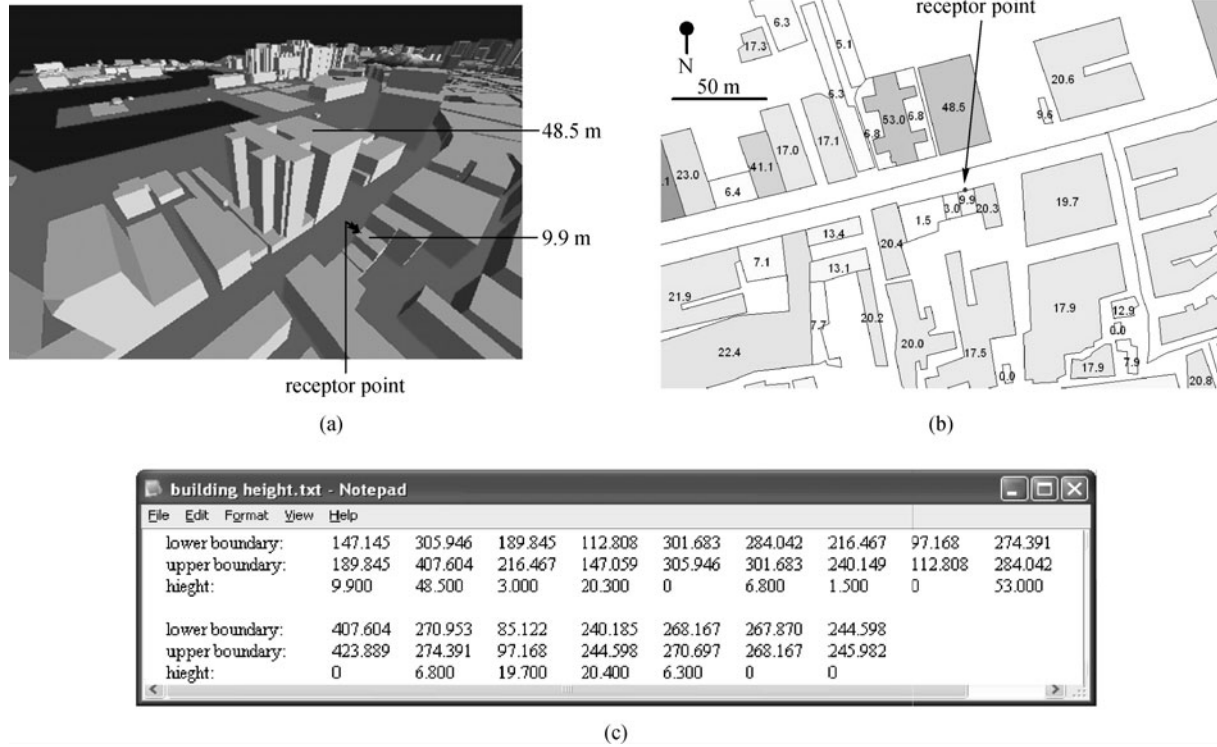 48.5 m
9.9 m
receptor point
(a)
receptor point
N
50 m
6.3
17.3
5.1
5.3
20.6
48.5
53.0
6.8
6.8
9.6
17.1
17.0
41.1
23.0
.1
6.4
9.9
3.0
20.3
1.5
19.7
13.4
20.4
7.1
13.1
21.9
17.9
12.9
0.0
7.7
20.2
20.0
22.4
17.5
0.0
17.9
7.9
20.8
(b)
building height.txt - Notepad
File Edit Format View Help
lower boundary: 147.145 305.946 189.845 112.808 301.683 284.042 216.467 97.168 274.391
upper boundary: 189.845 407.604 216.467 147.059 305.946 301.683 240.149 112.808 284.042
hieght: 9.900 48.500 3.000 20.300 0 6.800 1.500 0 53.000
lower boundary: 407.604 270.953 85.122 240.185 268.167 267.870 244.598
upper boundary: 423.889 274.391 97.168 244.598 270.697 268.167 245.982
hieght: 0 6.800 19.700 20.400 6.300 0 0
(c)